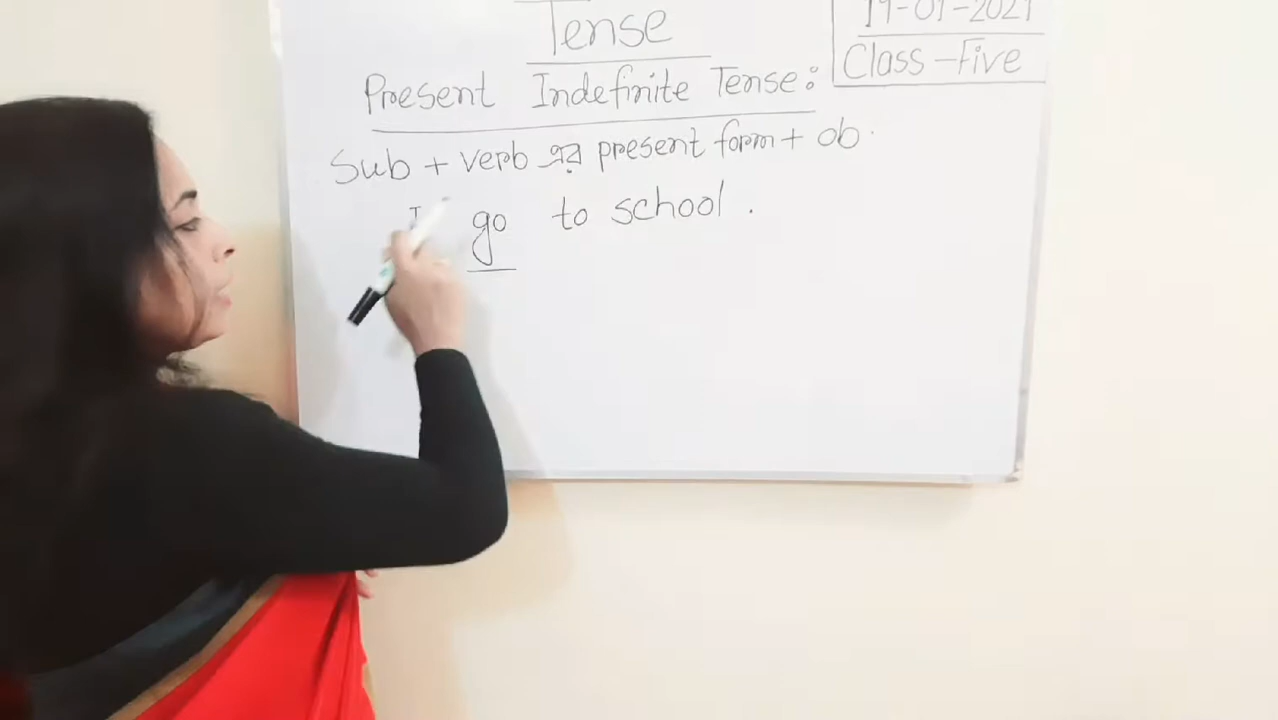 Tense
19-01-2021
Class-Five
Present Indefinite Tense:
Sub + verb এর present form + ob.
I go to school.